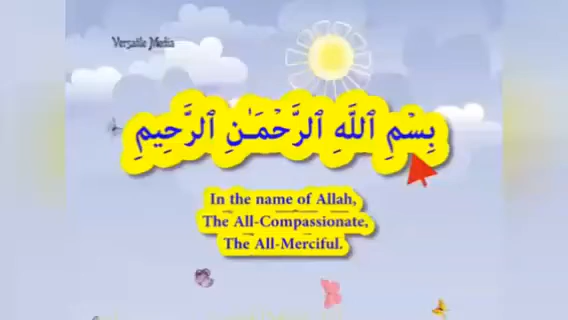 Versatile Media
بِسْمِ ٱللَّهِ ٱلرَّحْمَـٰنِ ٱلرَّحِيمِ
In the name of Allah,
The All-Compassionate,
The All-Merciful.